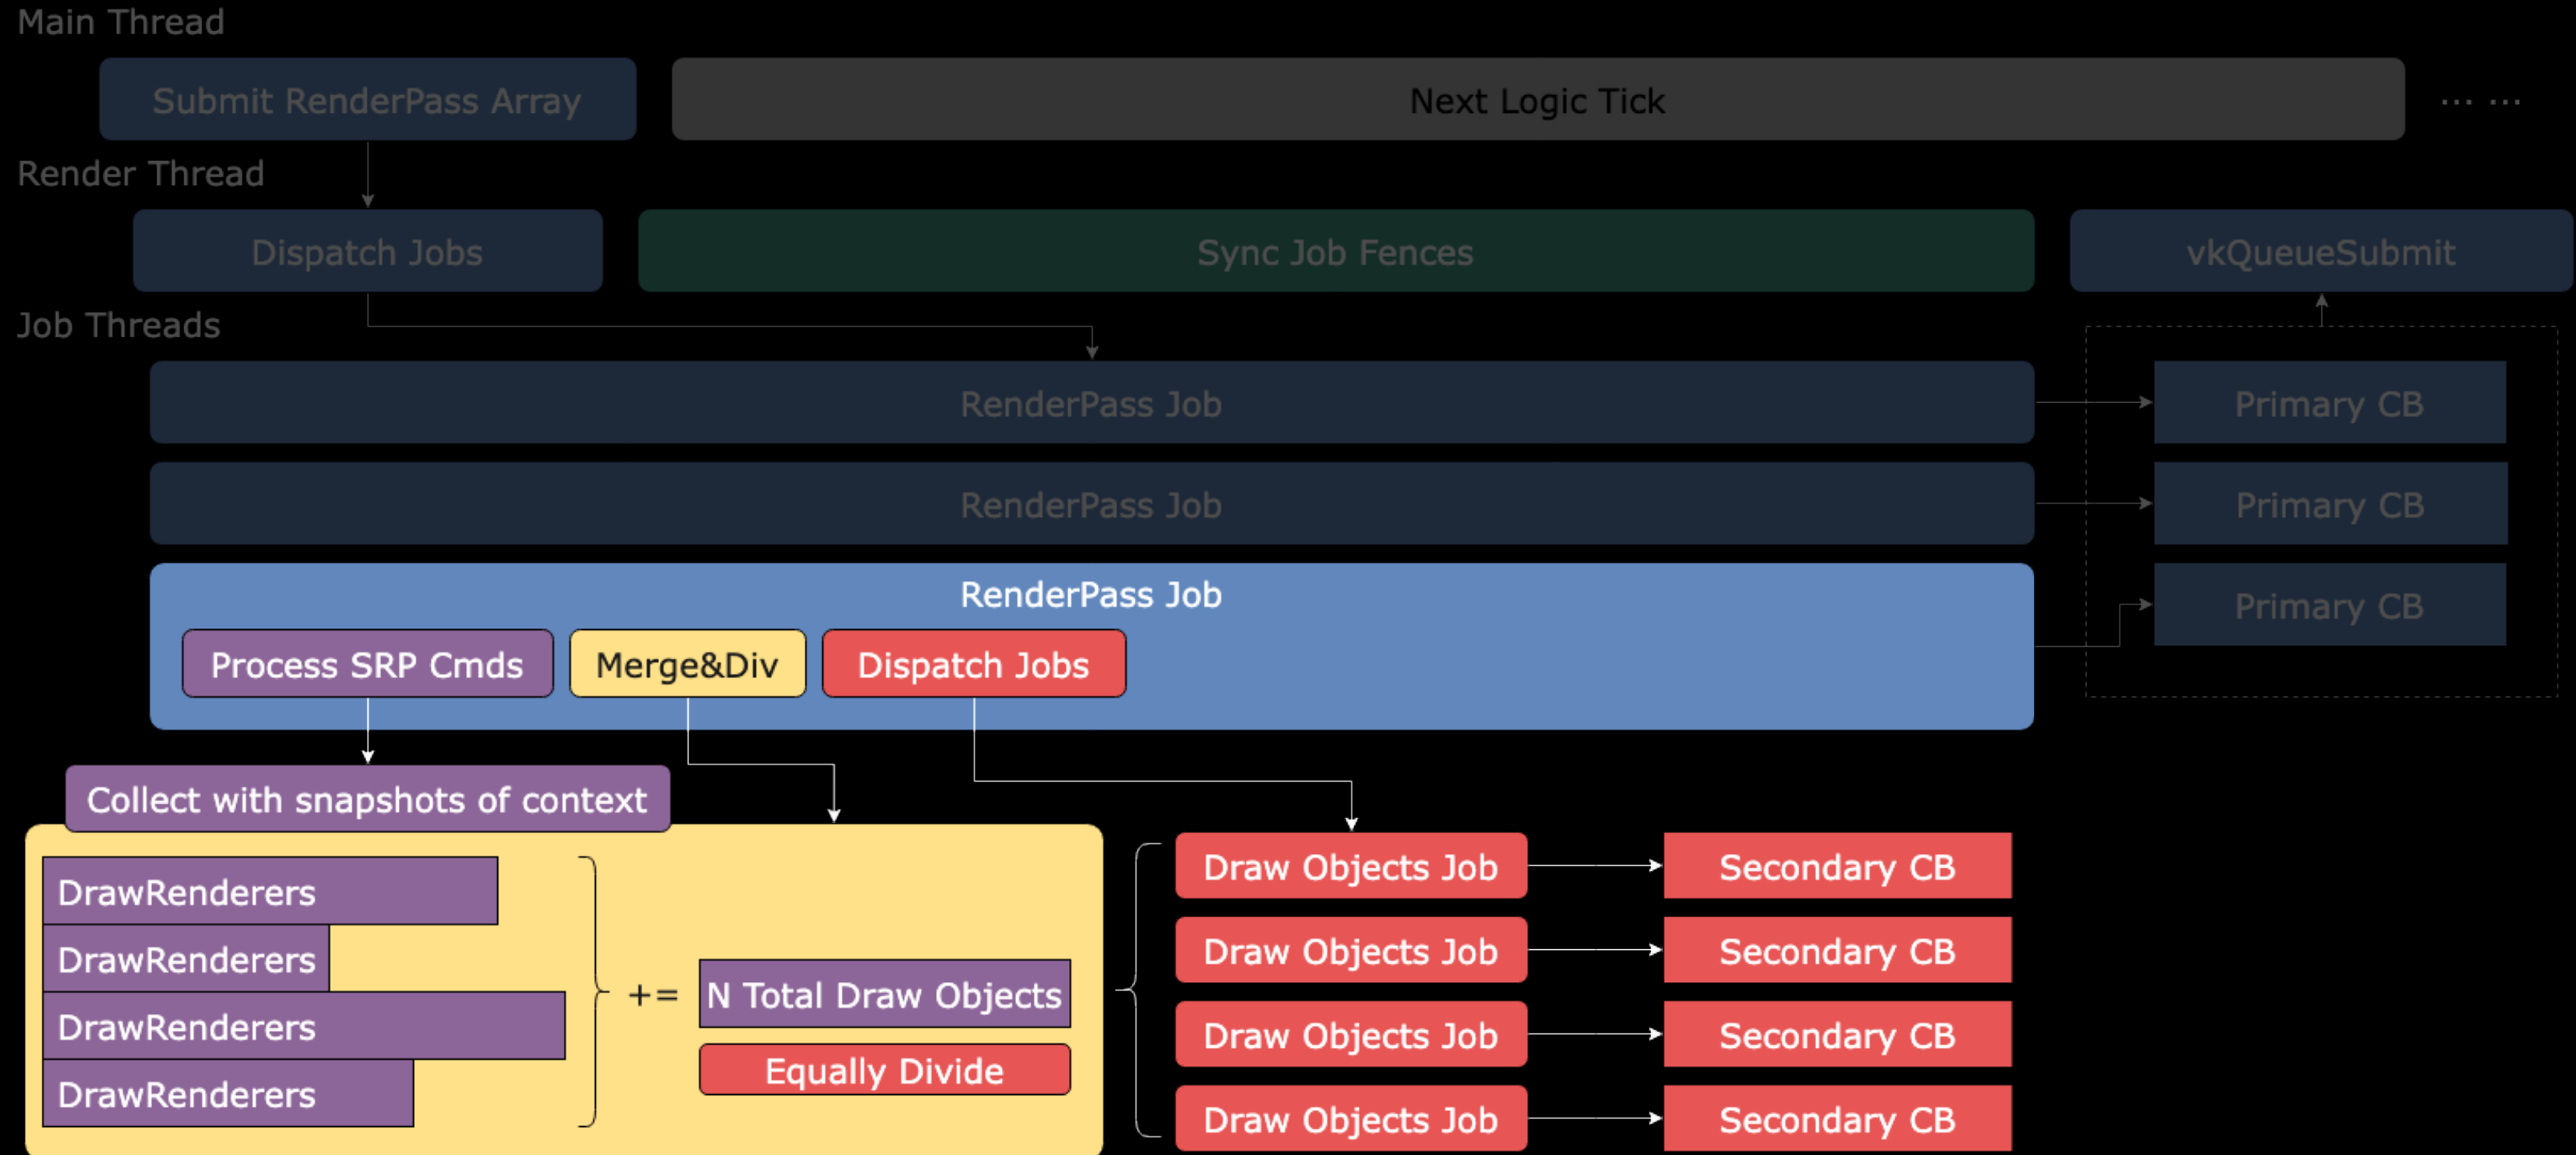 Main Thread
Submit RenderPass Array
Next Logic Tick
... ...
Render Thread
Dispatch Jobs
Sync Job Fences
vkQueueSubmit
Job Threads
RenderPass Job
Primary CB
RenderPass Job
Primary CB
RenderPass Job
Primary CB
Process SRP Cmds
Merge&Div
Dispatch Jobs
Collect with snapshots of context
DrawRenderers
DrawRenderers
DrawRenderers
DrawRenderers
+=
N Total Draw Objects
Equally Divide
Draw Objects Job
Secondary CB
Draw Objects Job
Secondary CB
Draw Objects Job
Secondary CB
Draw Objects Job
Secondary CB